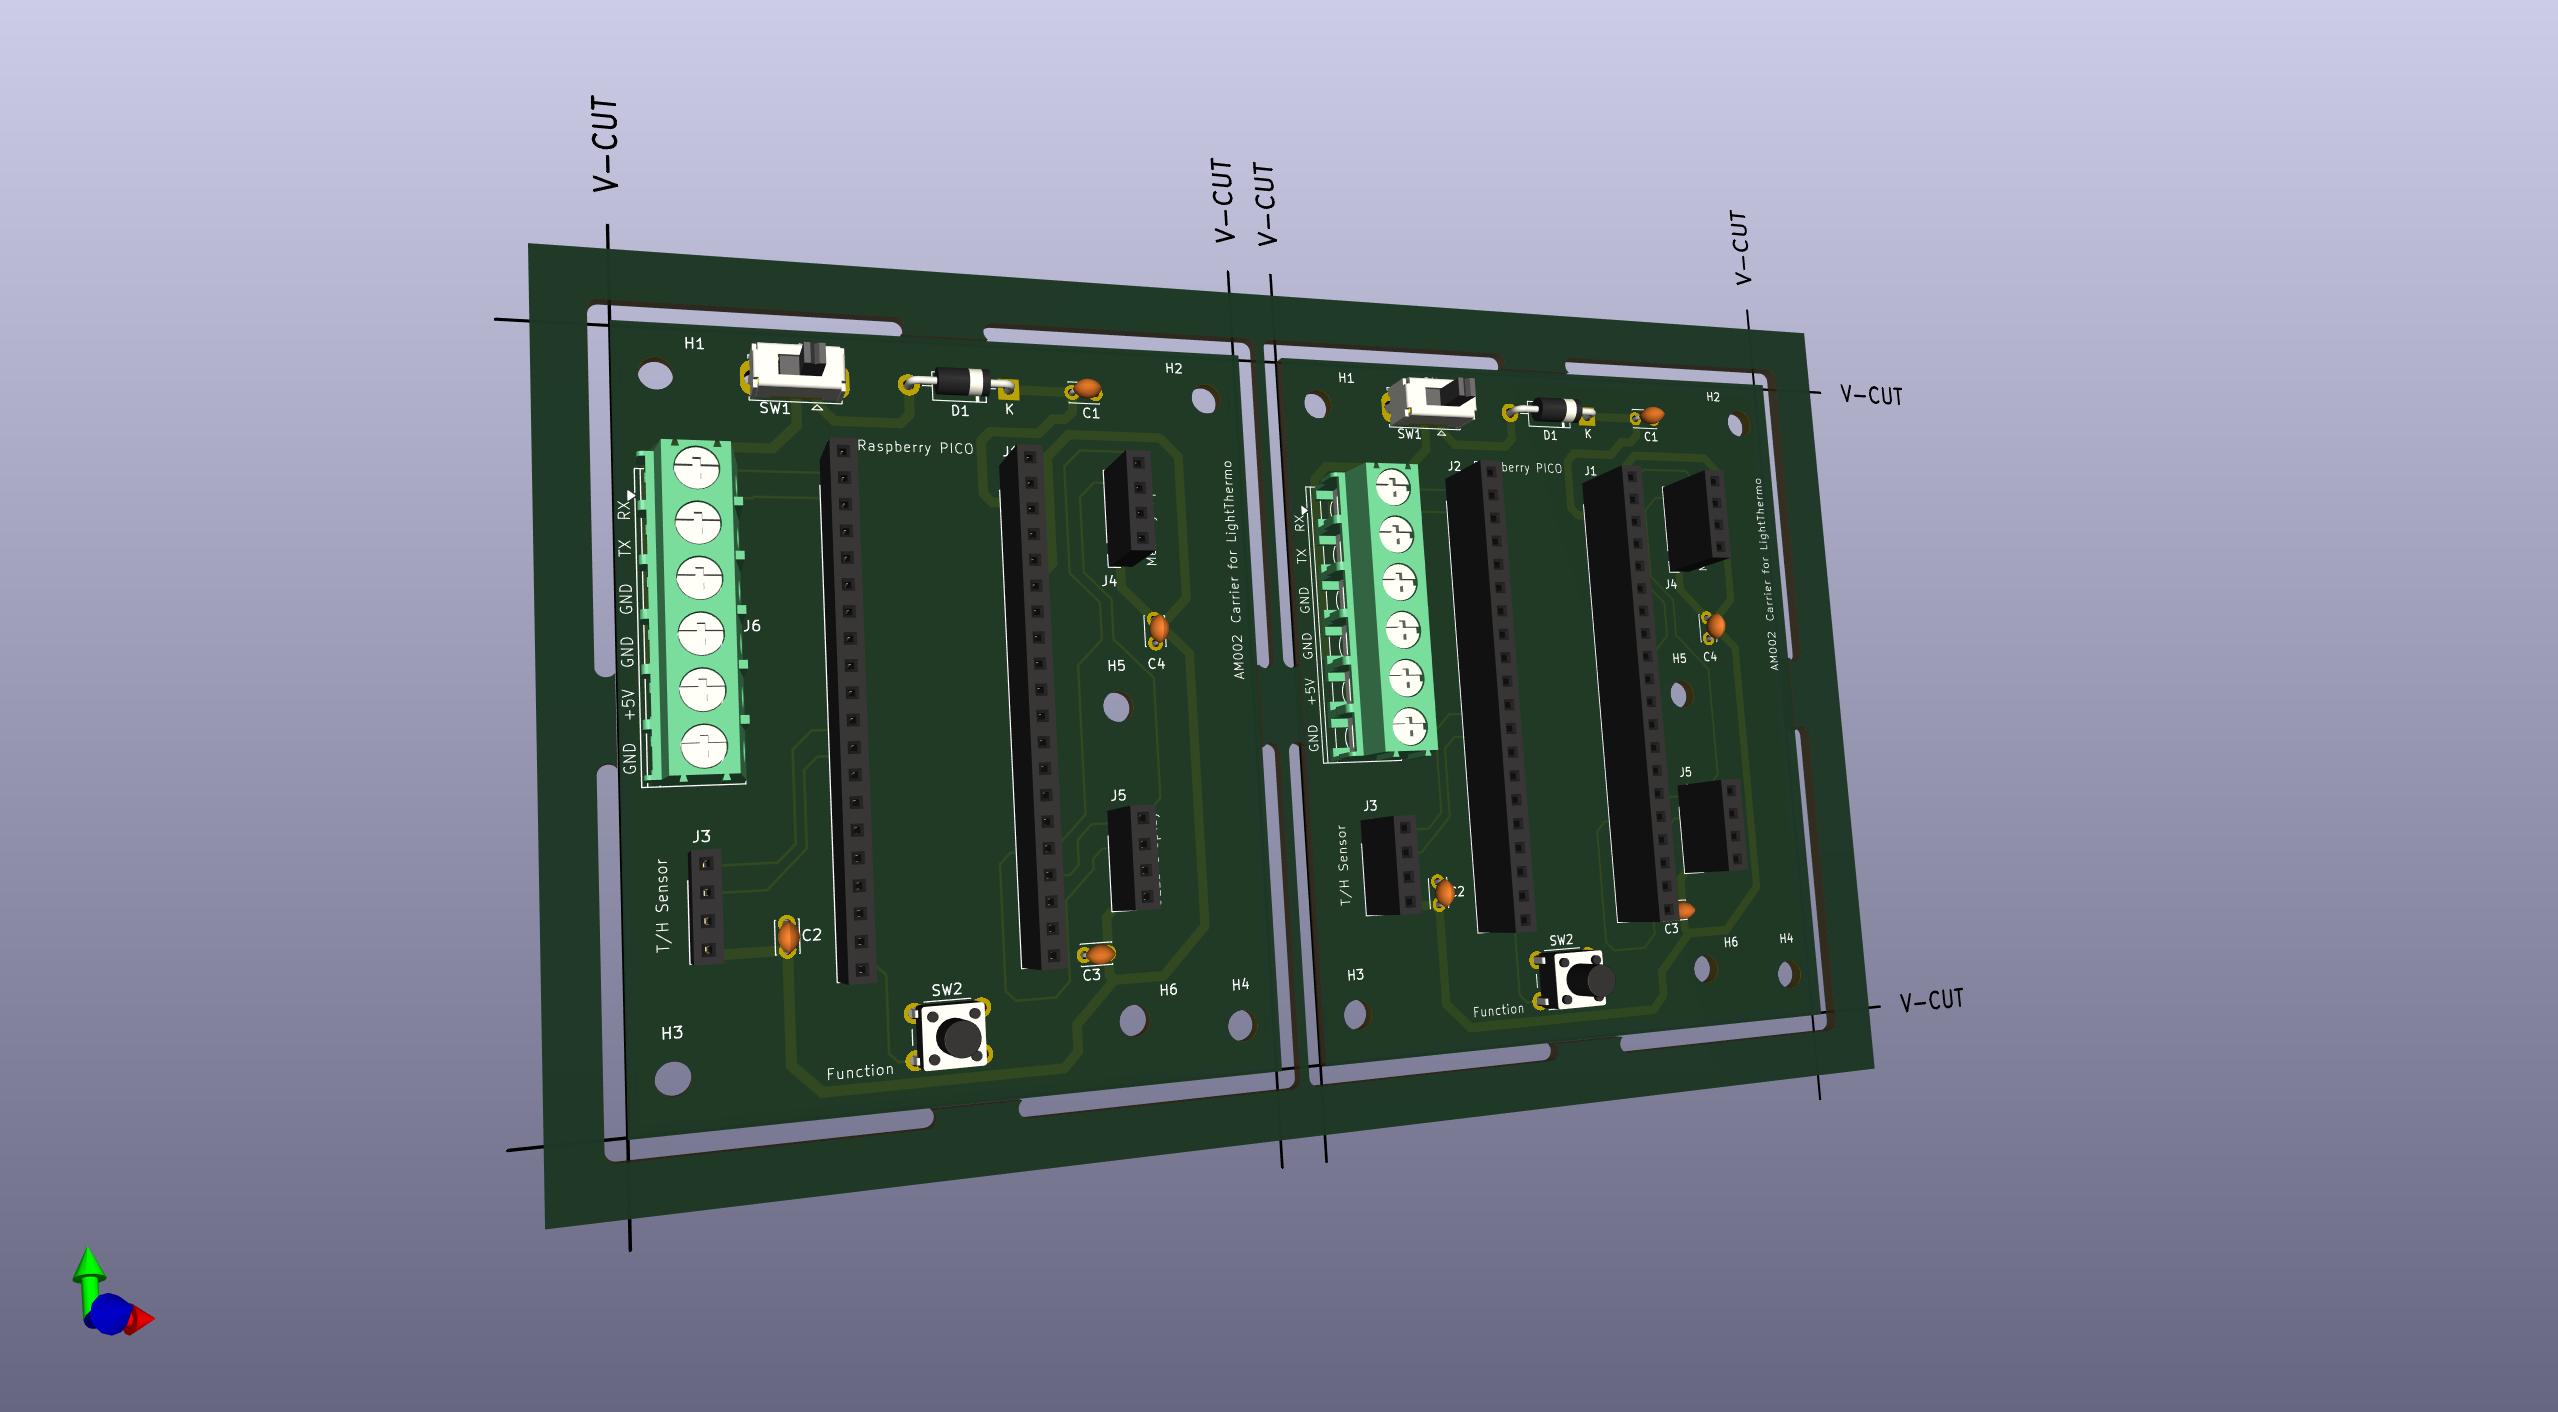 V-CUT
V-CUT
V-CUT
V-CUT
V-CUT
V-CUT
H1
H2
SW1
D1
K
C1
Raspberry PICO
RX
TX
GND
GND
+5V
GND
J6
J4
C4
H5
AM002 Carrier for LightThermo
J5
J3
T/H Sensor
C2
C3
H6
H4
SW2
H3
Function
H1
H2
SW1
D1
K
C1
J2
berry PICO
J1
RX
TX
GND
GND
+5V
GND
J4
C4
H5
AM002 Carrier for LightThermo
J5
J3
T/H Sensor
C2
C3
H6
H4
SW2
H3
Function